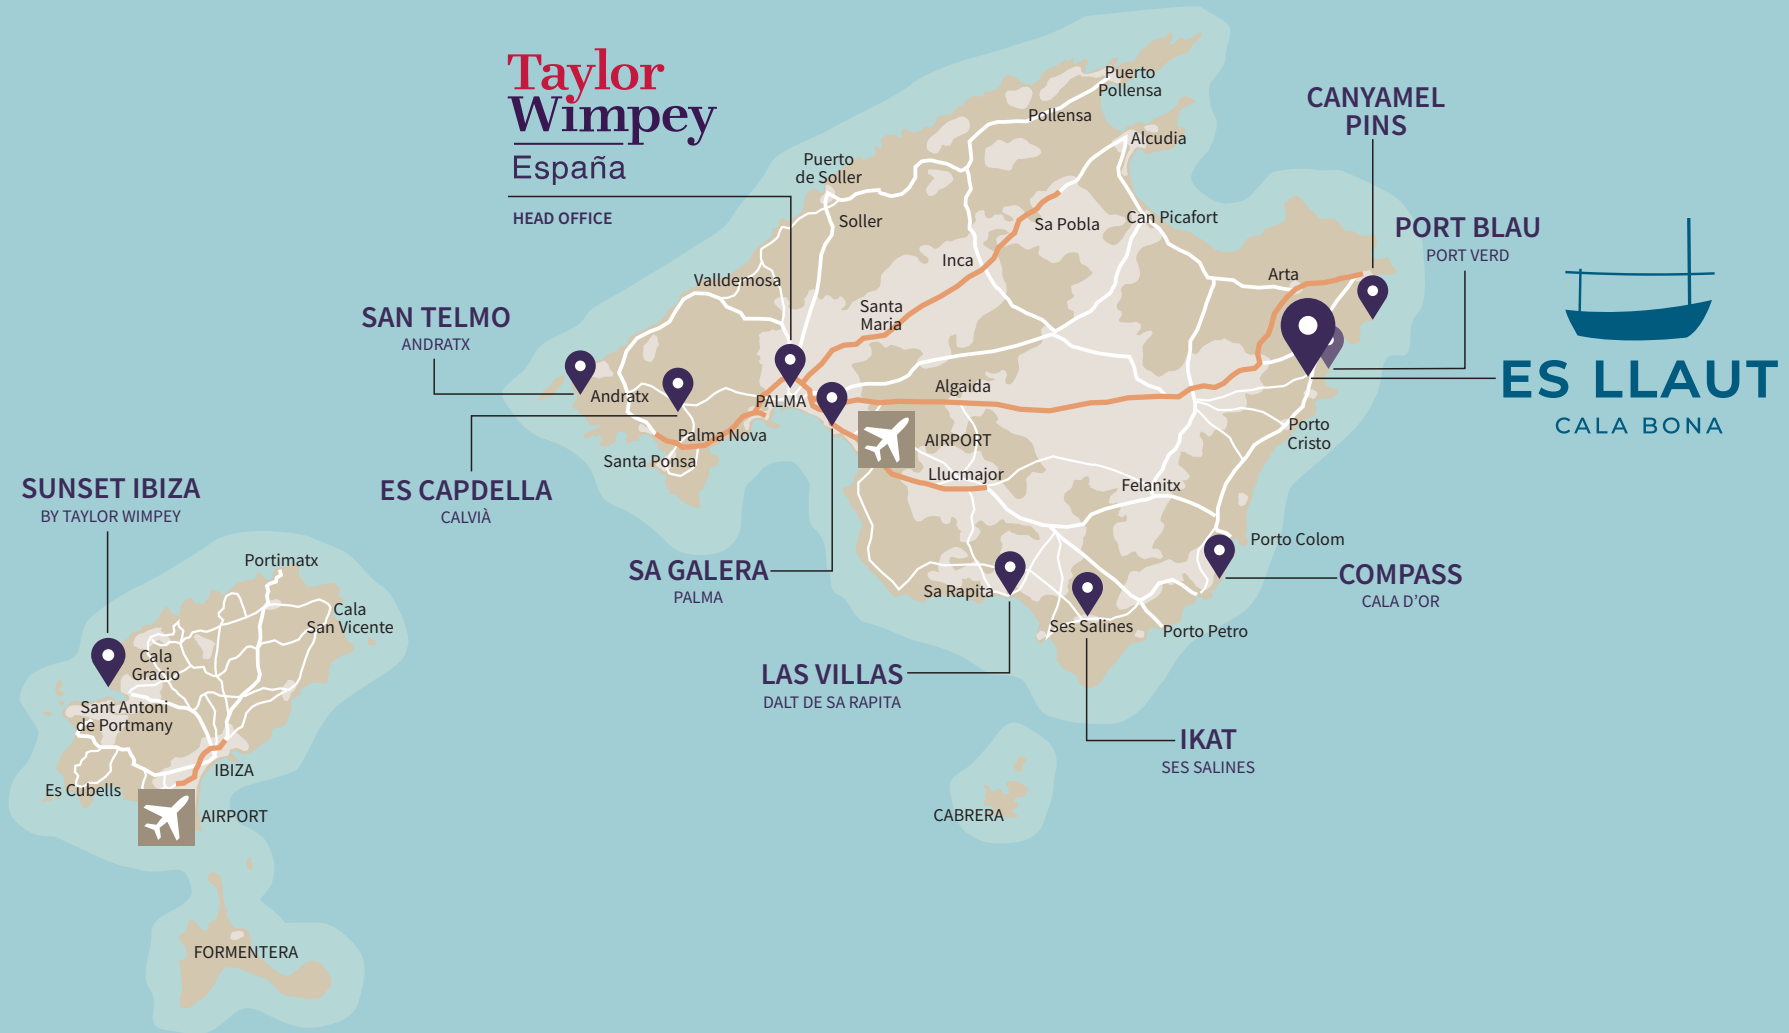 Taylor
Wimpey
España
HEAD OFFICE
Puerto
Pollensa
Pollensa
Alcudia
CANYAMEL
PINS
Puerto
de Soller
Soller
Sa Pobla
Can Picafort
PORT BLAU
PORT VERD
Inca
Arta
Valldemosa
Santa
Maria
SAN TELMO
ANDRATX
Andratx
PALMA
Algaida
ES LLAUT
CALA BONA
Palma Nova
AIRPORT
Porto
Cristo
Santa Ponsa
Llucmajor
Felanitx
SUNSET IBIZA
BY TAYLOR WIMPEY
ES CAPDELLA
CALVIÀ
Porto Colom
Portimatx
SA GALERA
PALMA
COMPASS
CALA D'OR
Sa Rapita
Cala
San Vicente
Ses Salines
Porto Petro
Cala
Gracio
LAS VILLAS
DALT DE SA RAPITA
Sant Antoni
de Portmany
IKAT
SES SALINES
IBIZA
Es Cubells
AIRPORT
CABRERA
FORMENTERA